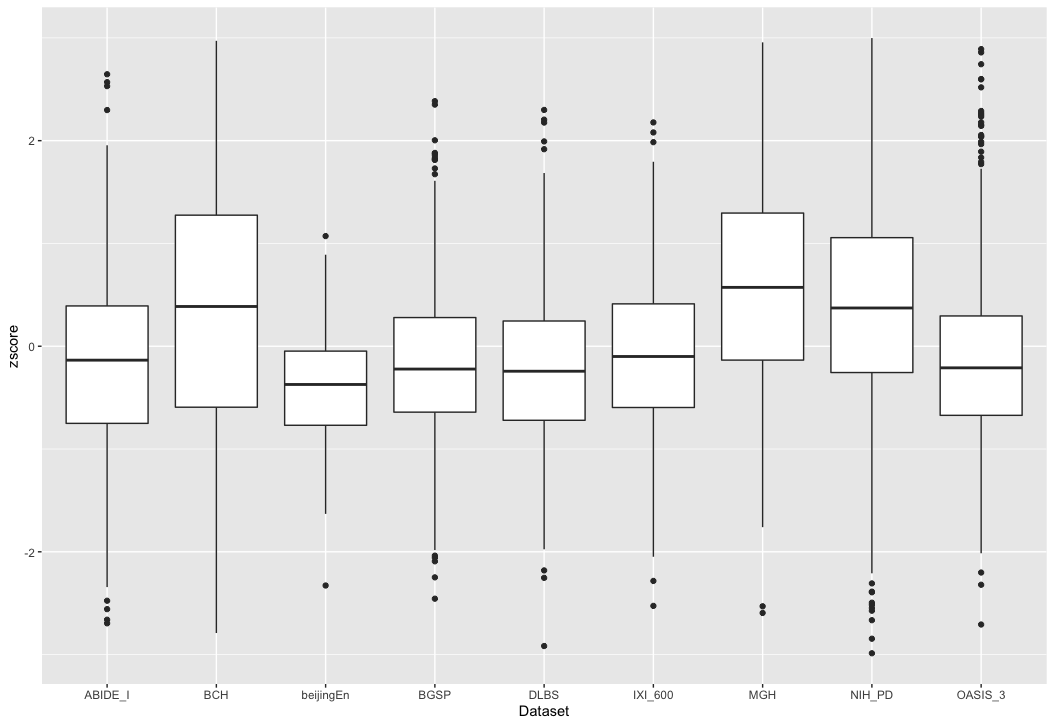 zscore
2
0
-2
ABIDE_I BCH beijingEn BGSP DLBS IXI_600 MGH NIH_PD OASIS_3
Dataset